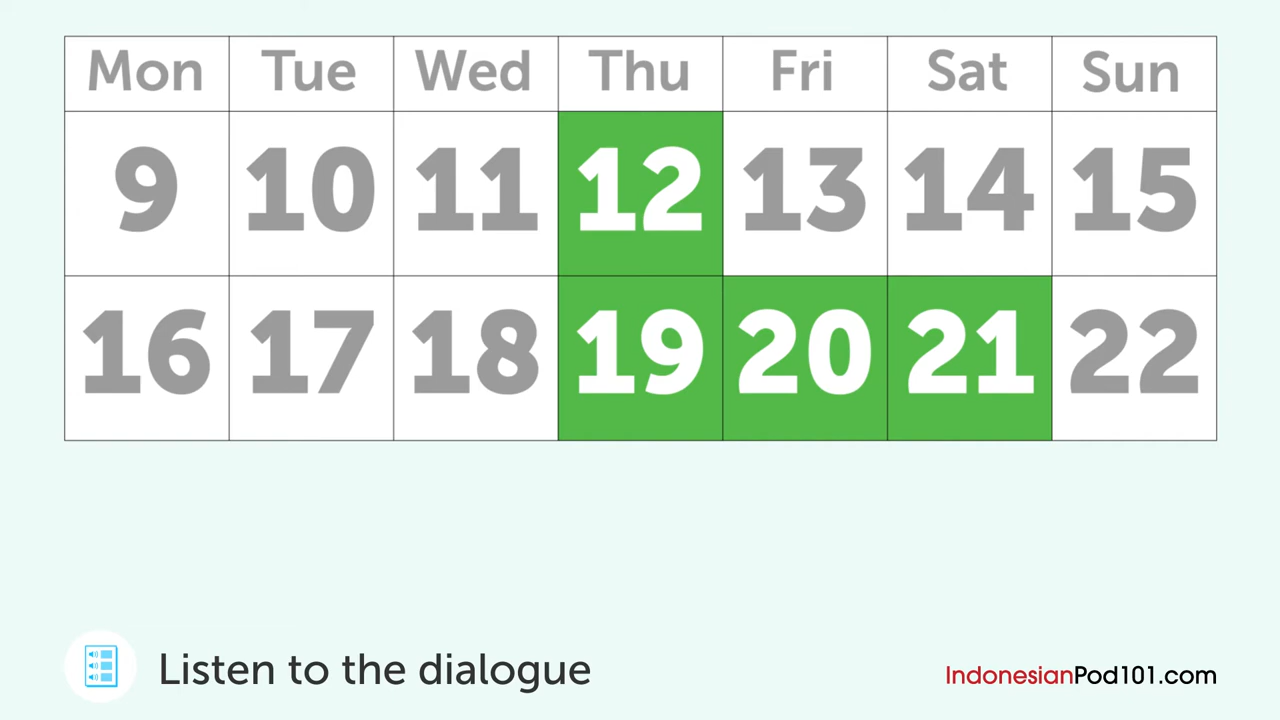 Mon Tue Wed Thu Fri Sat Sun
9 10 11 12 13 14 15
16 17 18 19 20 21 22
Listen to the dialogue
IndonesianPod101.com